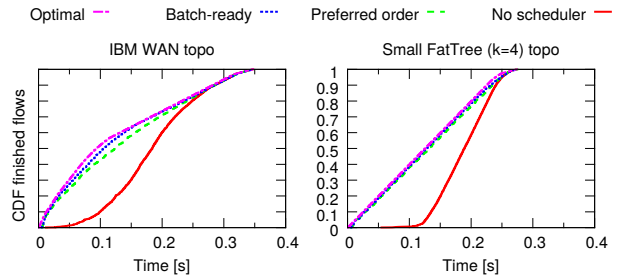 Optimal Batch-ready Preferred order No scheduler
IBM WAN topo Small FatTree (k=4) topo
CDF finished flows
1
0.9
0.8
0.7
0.6
0.5
0.4
0.3
0.2
0.1
0
0 0.1 0.2 0.3 0.4 0 0.1 0.2 0.3 0.4
Time [s] Time [s]